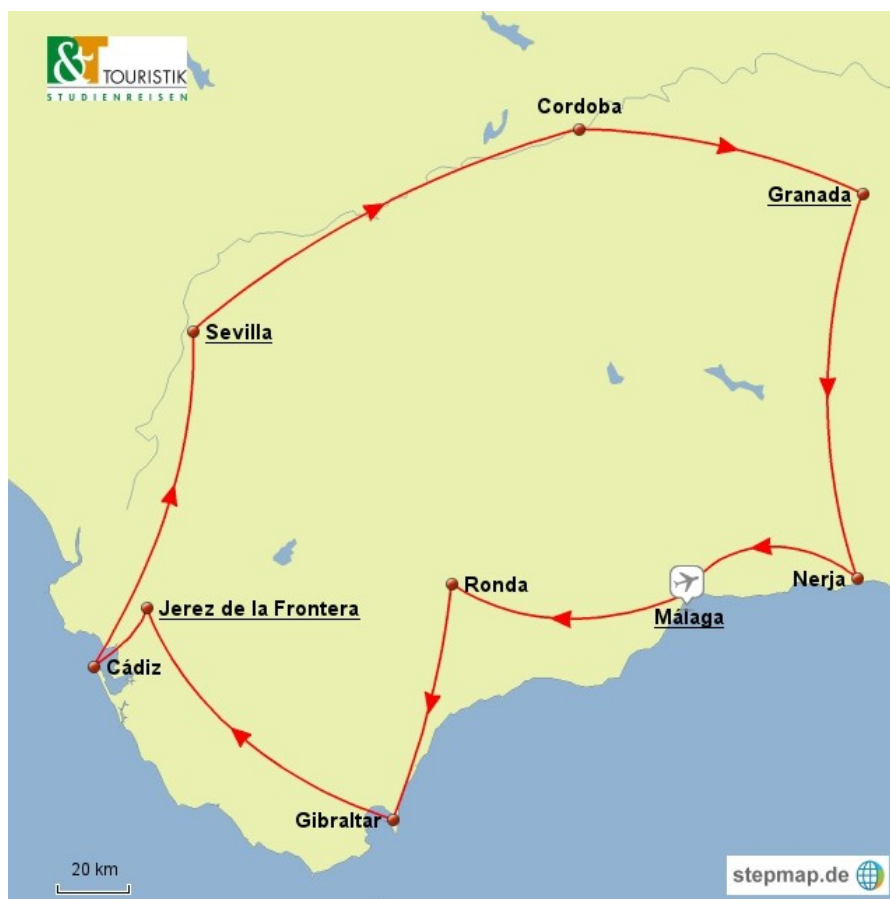 &T TOURISTIK
STUDIENREISEN
Cordoba
Granada
Sevilla
Ronda
Nerja
Jerez de la Frontera
Málaga
Cádiz
Gibraltar
20 km
stepmap.de